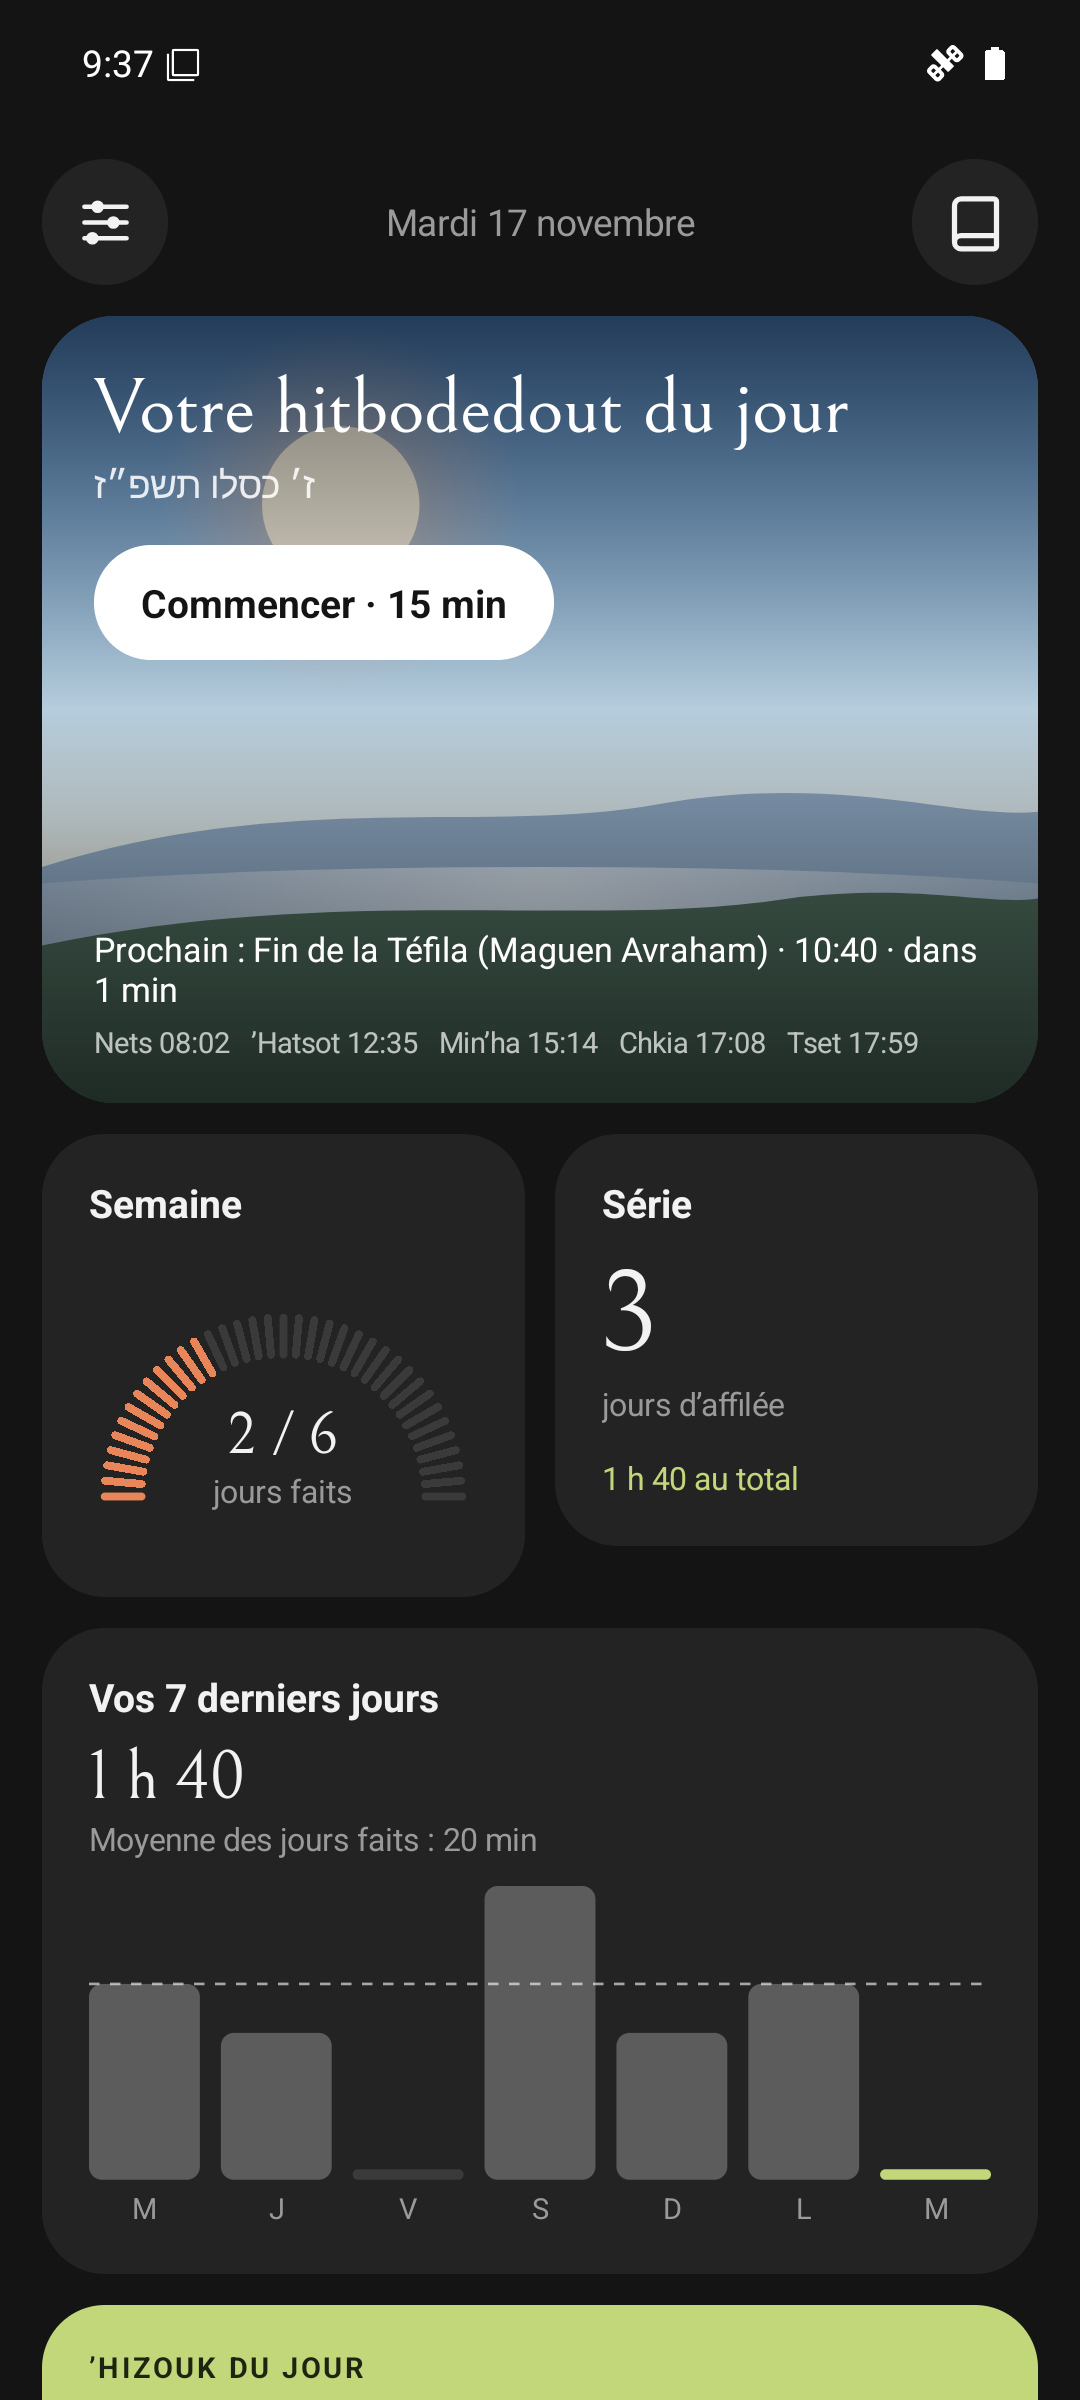 9:37
Mardi 17 novembre
Votre hitbodedout du jour
ז׳ כסלו תשפ״ז
Commencer · 15 min
Prochain : Fin de la Téfila (Maguen Avraham) · 10:40 · dans
1 min
Nets 08:02 ’Hatsot 12:35 Min’ha 15:14 Chkia 17:08 Tset 17:59
Semaine
2 / 6
jours faits
Série
3
jours d’affilée
1 h 40 au total
Vos 7 derniers jours
1 h 40
Moyenne des jours faits : 20 min
M J V S D L M
’HIZOUK DU JOUR